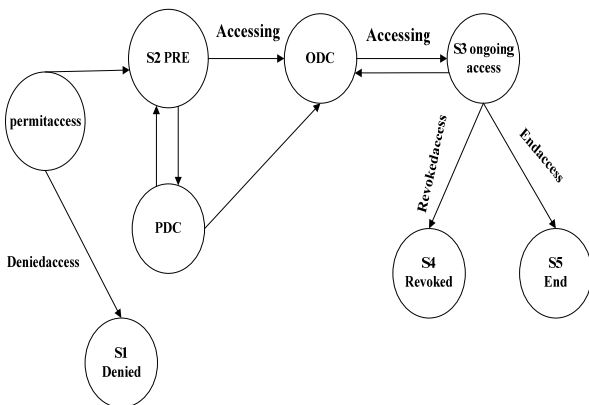 Accessing
Accessing
S2 PRE
ODC
S3 ongoing
access
permitaccess
Revokedaccess
Endaccess
PDC
Deniedaccess
S4
Revoked
S5
End
S1
Denied